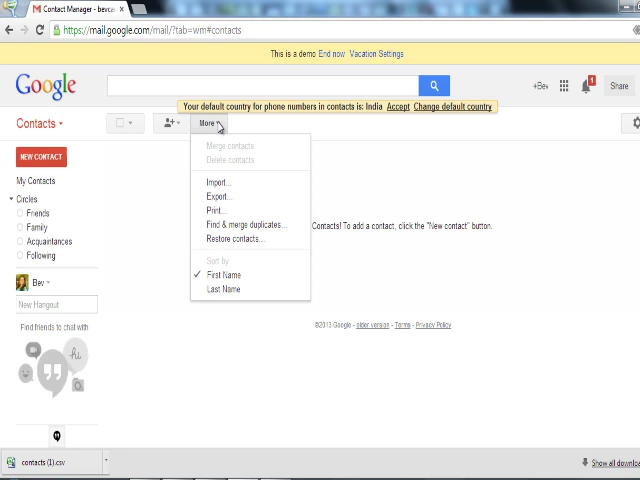 Contact Manager - bevcar
https://mail.google.com/mail/?tab=wm#contacts
This is a demo End now Vacation Settings
Google
+Bev
1
Share
Your default country for phone numbers in contacts is: India Accept Change default country
Contacts
More
NEW CONTACT
My Contacts
Circles
Friends
Family
Acquaintances
Following
Bev
New Hangout
Find friends to chat with
hi
Merge contacts
Delete contacts
Import...
Export...
Print...
Find & merge duplicates...
Restore contacts...
Sort by
First Name
Last Name
Contacts! To add a contact, click the "New contact" button.
©2013 Google - older version - Terms - Privacy Policy
contacts (1).csv
Show all downloa